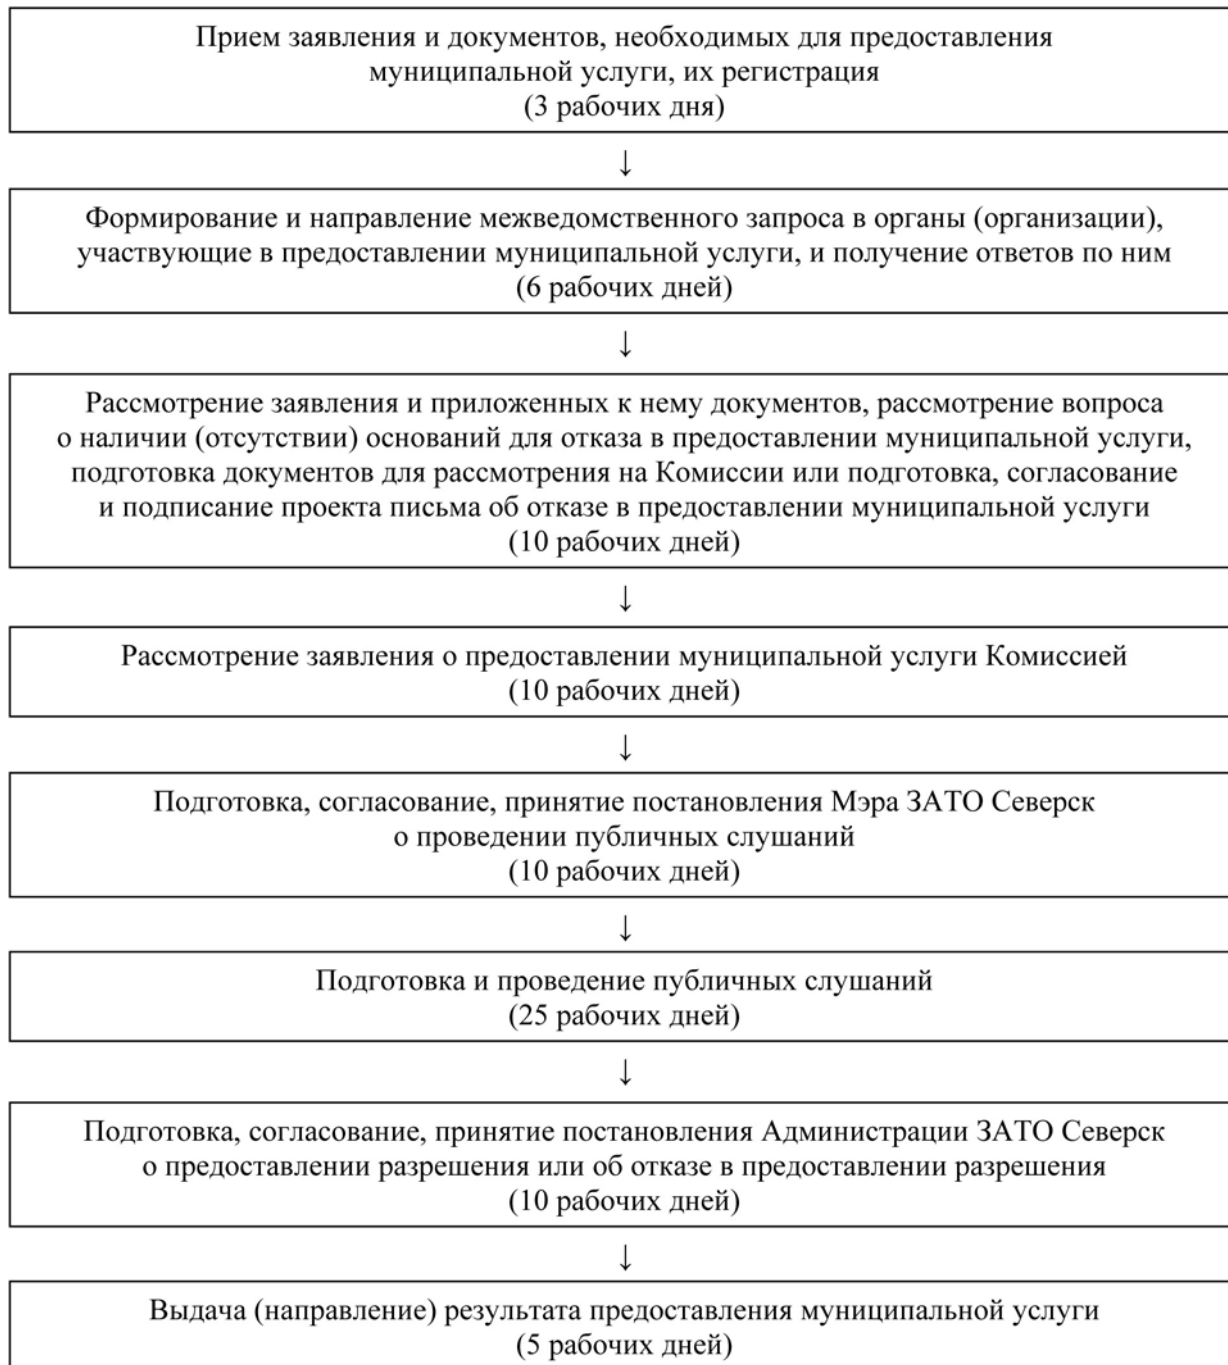 Прием заявления и документов, необходимых для предоставления
муниципальной услуги, их регистрация
(3 рабочих дня)
↓
Формирование и направление межведомственного запроса в органы (организации),
участвующие в предоставлении муниципальной услуги, и получение ответов по ним
(6 рабочих дней)
↓
Рассмотрение заявления и приложенных к нему документов, рассмотрение вопроса
о наличии (отсутствии) оснований для отказа в предоставлении муниципальной услуги,
подготовка документов для рассмотрения на Комиссии или подготовка, согласование
и подписание проекта письма об отказе в предоставлении муниципальной услуги
(10 рабочих дней)
↓
Рассмотрение заявления о предоставлении муниципальной услуги Комиссией
(10 рабочих дней)
↓
Подготовка, согласование, принятие постановления Мэра ЗАТО Северск
о проведении публичных слушаний
(10 рабочих дней)
↓
Подготовка и проведение публичных слушаний
(25 рабочих дней)
↓
Подготовка, согласование, принятие постановления Администрации ЗАТО Северск
о предоставлении разрешения или об отказе в предоставлении разрешения
(10 рабочих дней)
↓
Выдача (направление) результата предоставления муниципальной услуги
(5 рабочих дней)